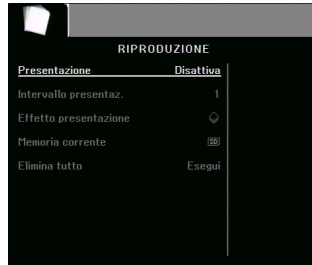 RIPRODUZIONE
Presentazione Disattiva
Intervallo presentaz. 1
Effetto presentazione
Memoria corrente SD
Elimina tutto Esegui